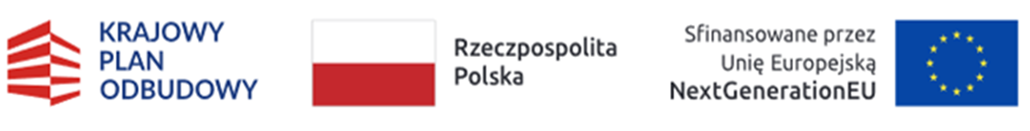 KRAJOWY
PLAN
ODBUDOWY
Rzeczpospolita
Polska
Sfinansowane przez
Unię Europejską
NextGenerationEU